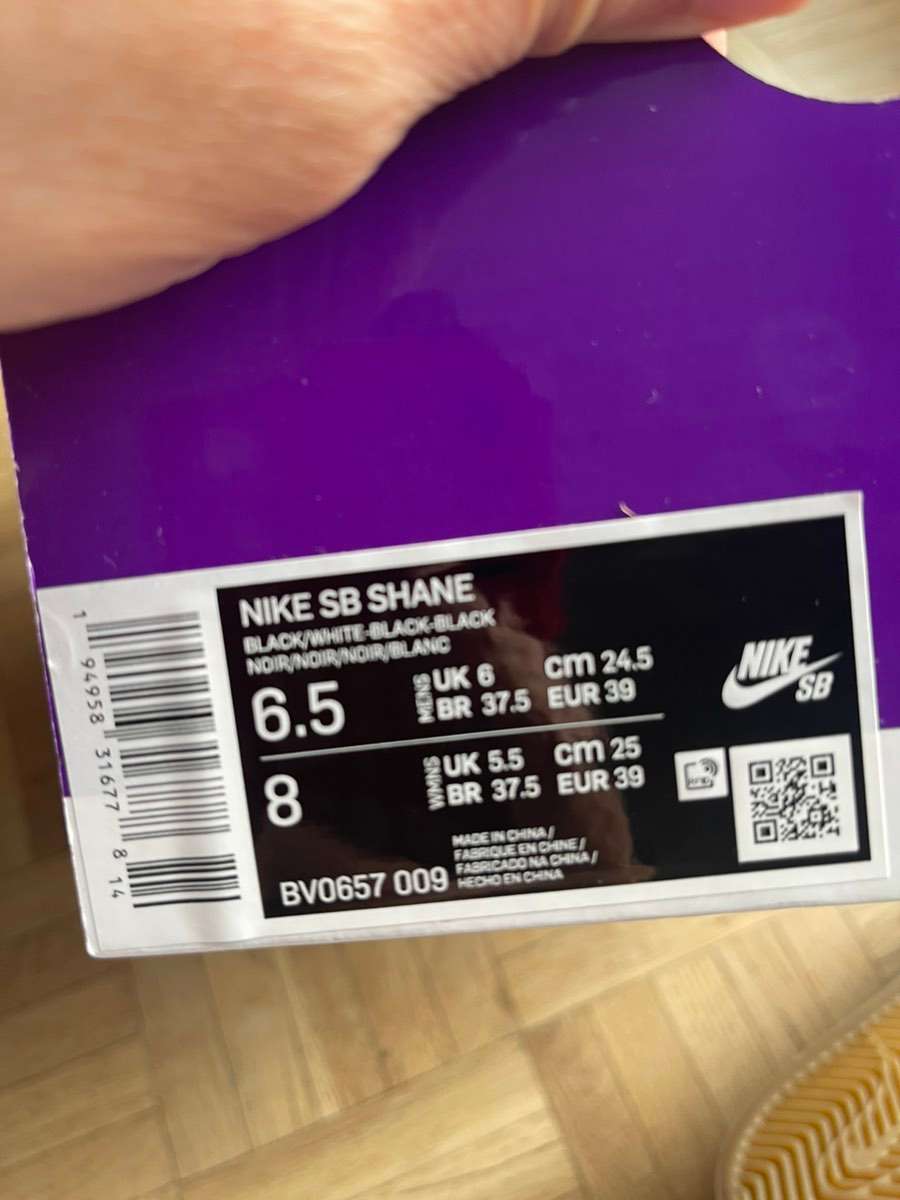 NIKE SB SHANE
BLACK/WHITE-BLACK-BLACK
NOIR/NOIR/NOIR/BLANC
6.5 MENS UK 6 cm 24.5
BR 37.5 EUR 39
8 WMNS UK 5.5 cm 25
BR 37.5 EUR 39
MADE IN CHINA /
FABRIQUE EN CHINE /
FABRICADO NA CHINA /
HECHO EN CHINA
BV0657 009
NIKE
SB
1 94958 31677 8 14